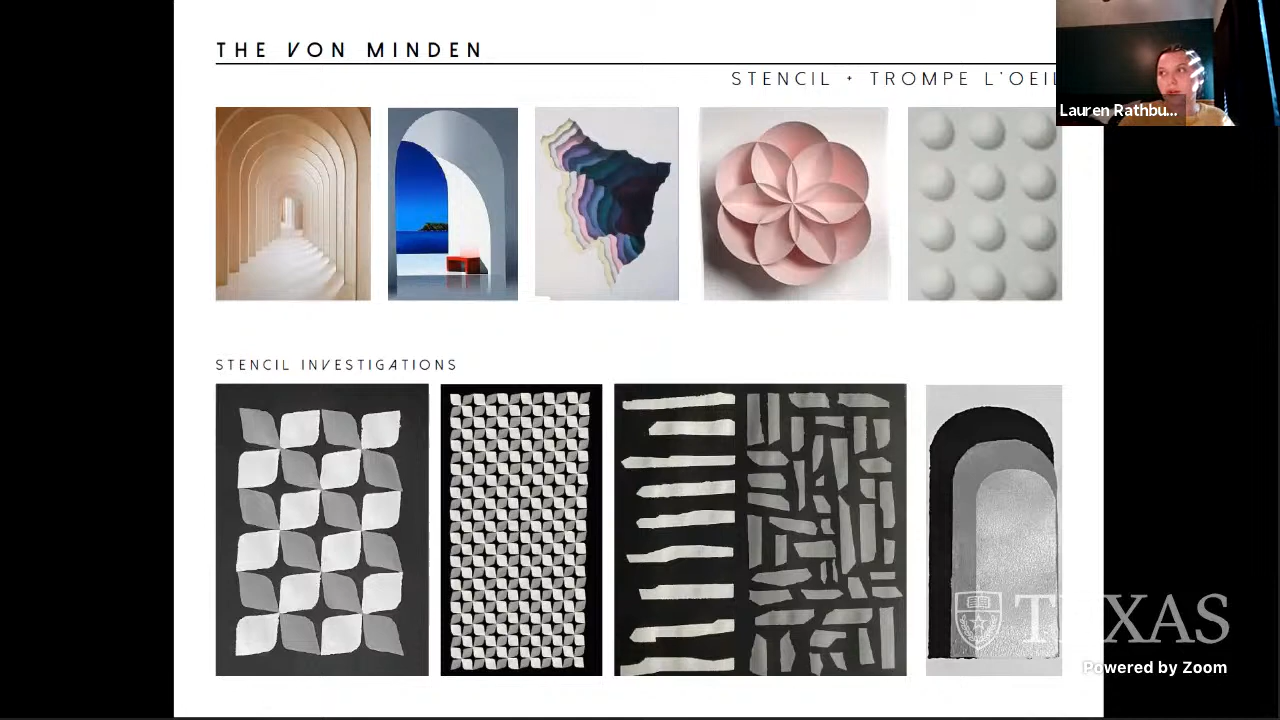 THE VON MINDEN
STENCIL + TROMPE L'OEIL
Lauren Rathbu...
STENCIL INVESTIGATIONS
TEXAS
Powered by Zoom